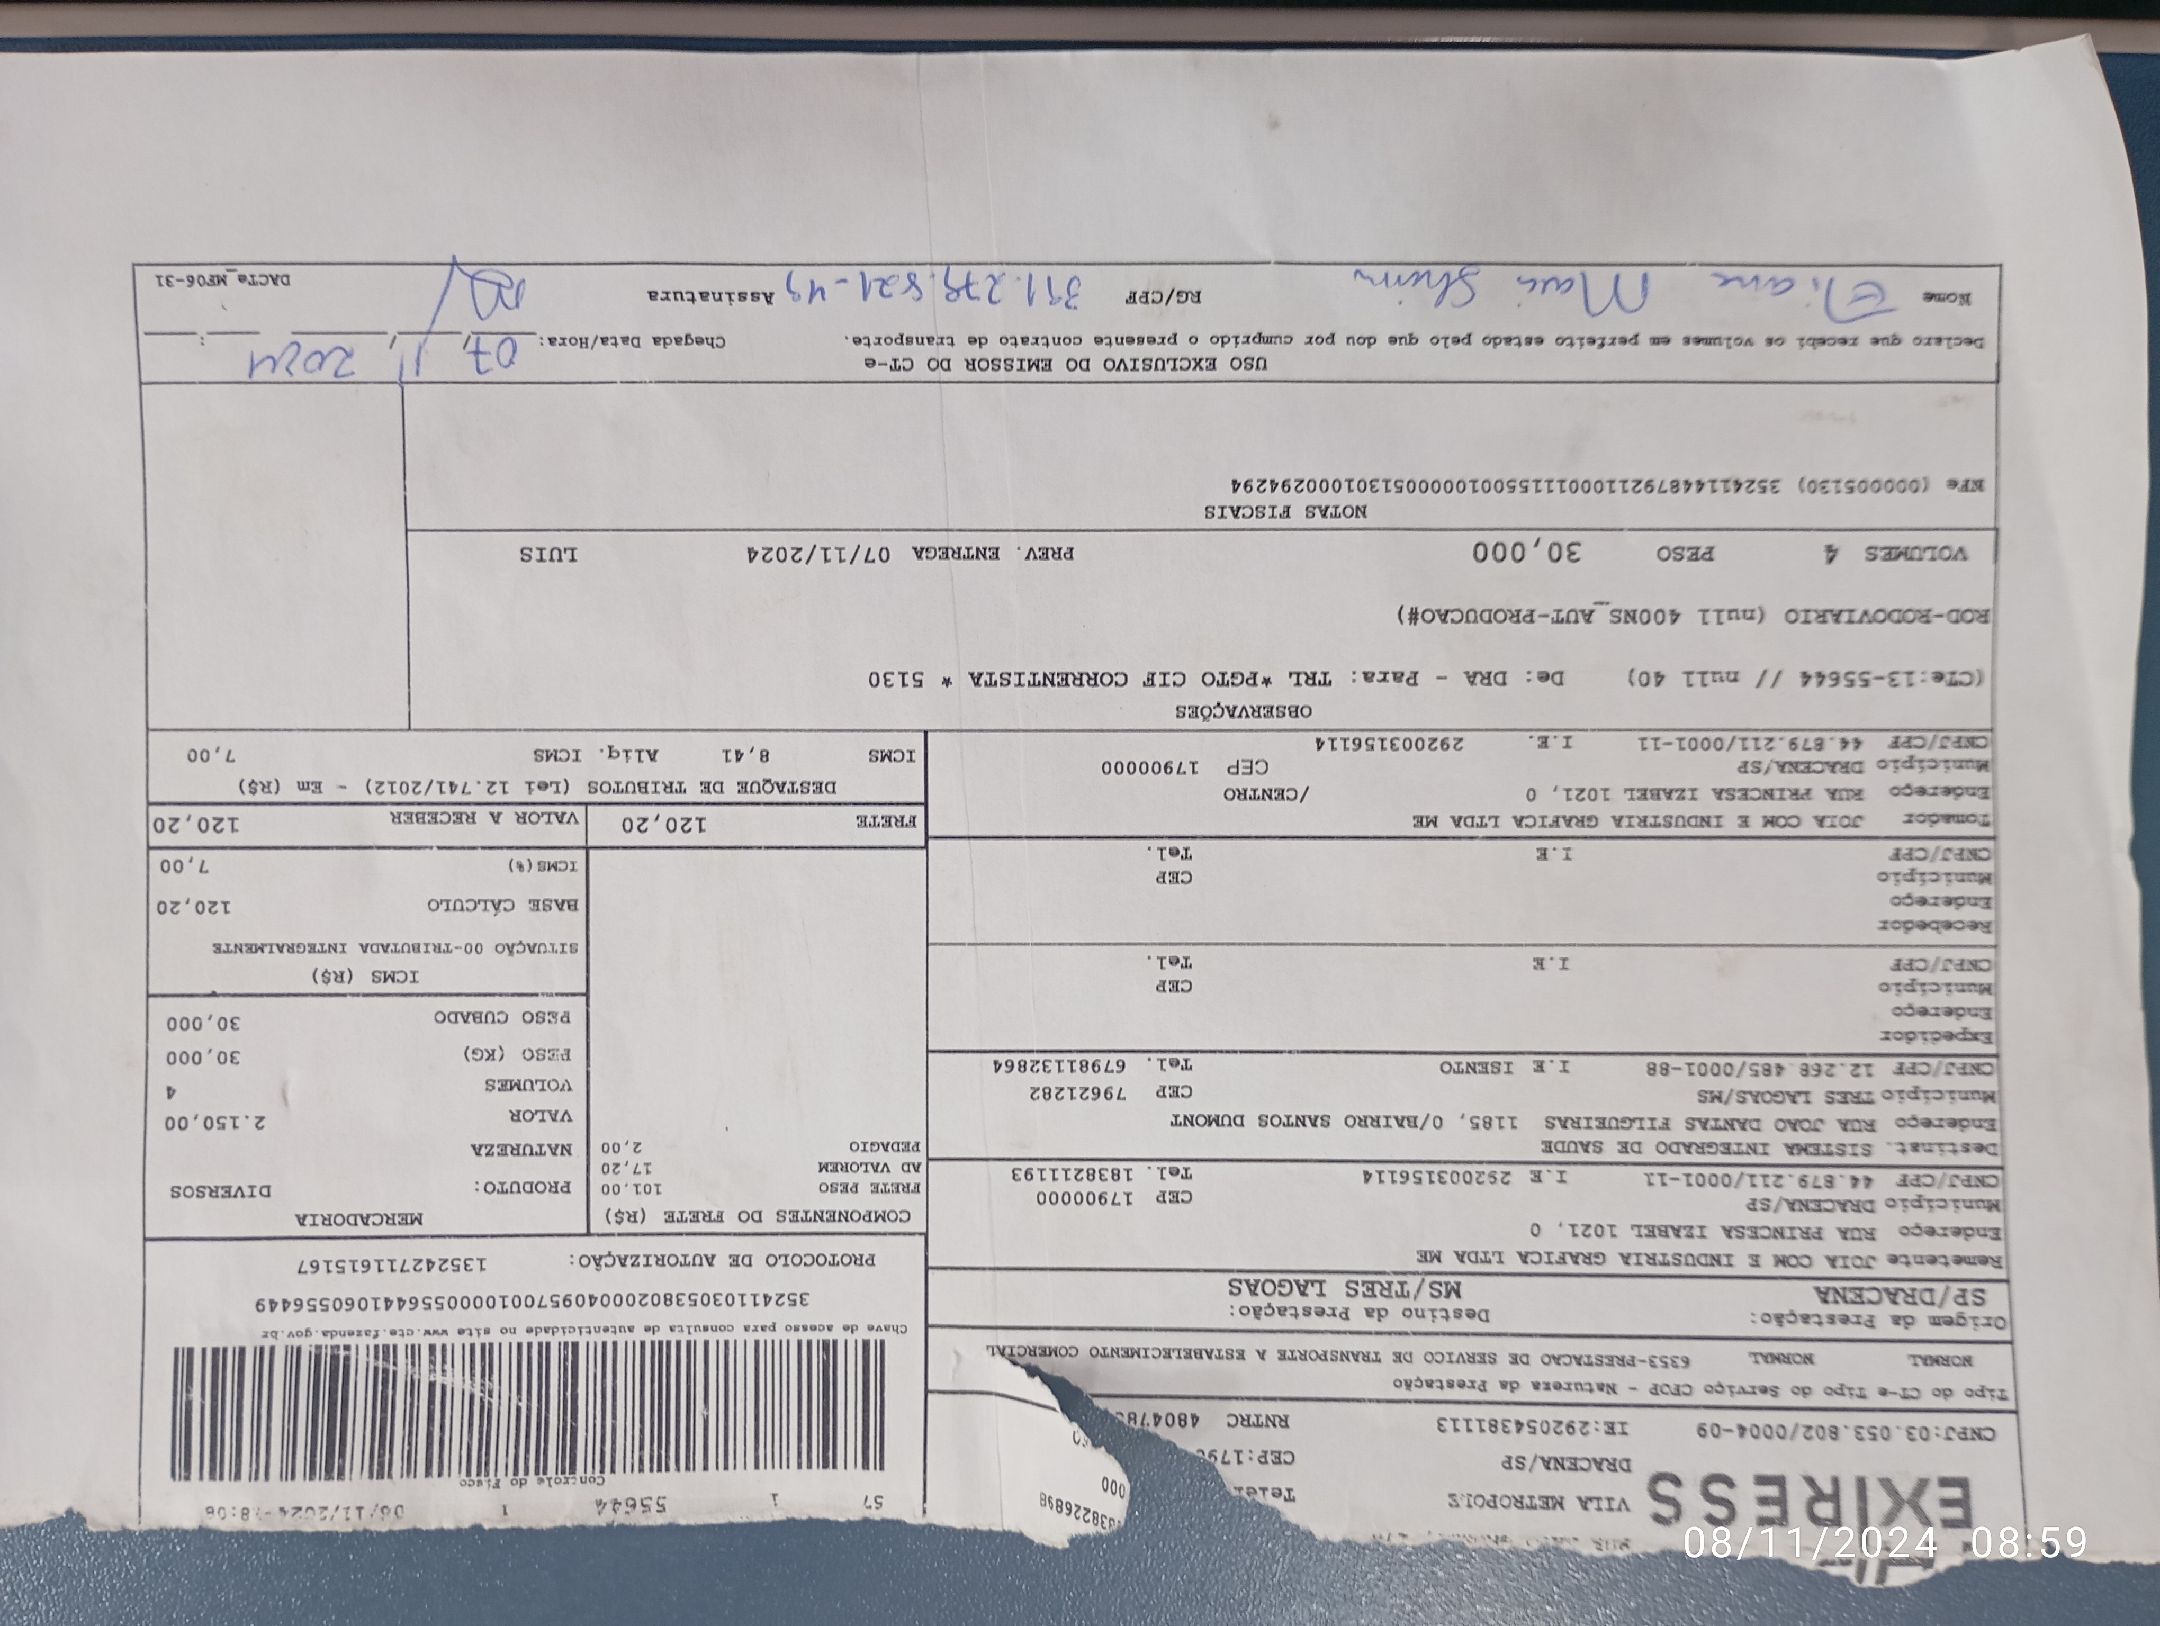 EXPRESS
VILA METROPOLE
DRACENA/SP
CNPJ:03.053.802/0004-09 IE:292054381113 RNTRC
57 1 55644 1 06/11/2024-18:06
Controle do Fisco
Chave de acesso para consulta de autenticidade no site www.cte.fazenda.gov.br
35241103053802000409570010000556441060556449
PROTOCOLO DE AUTORIZAÇÃO: 135242711615167
Tipo do CT-e Tipo do Serviço CFOP - Natureza da Prestação
NORMAL NORMAL 6353-PRESTACAO DE SERVICO DE TRANSPORTE A ESTABELECIMENTO COMERCIAL
Origem da Prestação: Destino da Prestação:
SP/DRACENA MS/TRES LAGOAS
Remetente JOIA COM E INDUSTRIA GRAFICA LTDA ME
Endereço RUA PRINCESA IZABEL 1021, 0
Município DRACENA/SP CEP 17900000
CNPJ/CPF 44.879.211/0001-11 I.E 292003156114 Tel. 1838211193
Destinat. SISTEMA INTEGRADO DE SAUDE
Endereço RUA JOAO DANTAS FILGUEIRAS 1185, 0/BAIRRO SANTOS DUMONT
Município TRES LAGOAS/MS CEP 79621282
CNPJ/CPF 12.268.485/0001-88 I.E ISENTO Tel. 67981132864
Expedidor
Endereço
Município CEP
CNPJ/CPF I.E Tel.
Recebedor
Endereço
Município CEP
CNPJ/CPF I.E Tel.
Tomador JOIA COM E INDUSTRIA GRAFICA LTDA ME
Endereço RUA PRINCESA IZABEL 1021, 0 /CENTRO
Município DRACENA/SP CEP 17900000
CNPJ/CPF 44.879.211/0001-11 I.E. 292003156114
COMPONENTES DO FRETE (R$)
FRETE PESO 101,00
AD VALOREM 17,20
PEDAGIO 2,00
MERCADORIA
PRODUTO: DIVERSOS
NATUREZA
VALOR 2.150,00
VOLUMES 4
PESO (KG) 30,000
PESO CUBADO 30,000
ICMS (R$)
SITUAÇÃO 00-TRIBUTADA INTEGRALMENTE
BASE CÁLCULO 120,20
ICMS(%) 7,00
FRETE 120,20 VALOR A RECEBER 120,20
DESTAQUE DE TRIBUTOS (Lei 12.741/2012) - Em (R$)
ICMS 8,41 Aliq. ICMS 7,00
OBSERVAÇÕES
(CTe:13-55644 // null 40) De: DRA - Para: TRL *PGTO CIF CORRENTISTA * 5130
ROD-RODOVIARIO (null 400NS_AUT-PRODUCAO#)
VOLUMES 4 PESO 30,000 PREV. ENTREGA 07/11/2024 LUIS
NOTAS FISCAIS
NFe (000005130) 35241144879211000111550010000051301000294294
USO EXCLUSIVO DO EMISSOR DO CT-e
Declaro que recebi os volumes em perfeito estado pelo que dou por cumprido o presente contrato de transporte. Chegada Data/Hora: 07, 11, 2024 :
Nome Eliane RG/CPF 391.279.821-49 Assinatura
DACTe_MF06-31
08/11/2024 08:59